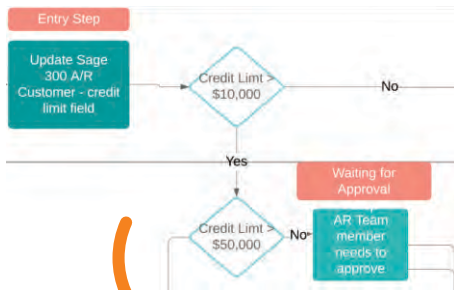 Entry Step
Update Sage
300 A/R
Customer - credit
limit field
Credit Limt >
$10,000
No
Yes
Waiting for
Approval
Credit Limt >
$50,000
No
AR Team
member
needs to
approve